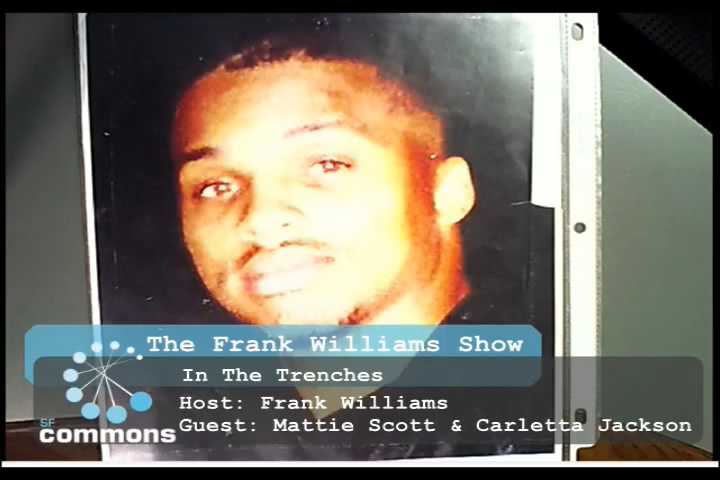 The Frank Williams Show
In The Trenches
Host: Frank Williams
Guest: Mattie Scott & Carletta Jackson
SF
commons